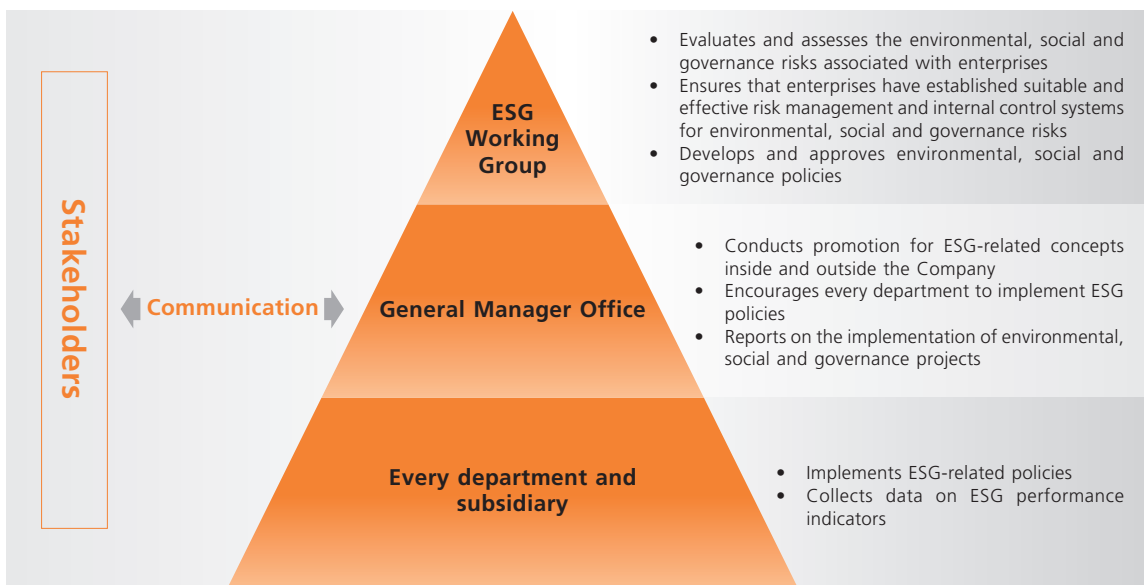 Stakeholders
Communication
ESG
Working
Group
• Evaluates and assesses the environmental, social and
governance risks associated with enterprises
• Ensures that enterprises have established suitable and
effective risk management and internal control systems
for environmental, social and governance risks
• Develops and approves environmental, social and
governance policies
General Manager Office
• Conducts promotion for ESG-related concepts
inside and outside the Company
• Encourages every department to implement ESG
policies
• Reports on the implementation of environmental,
social and governance projects
Every department and
subsidiary
• Implements ESG-related policies
• Collects data on ESG performance
indicators